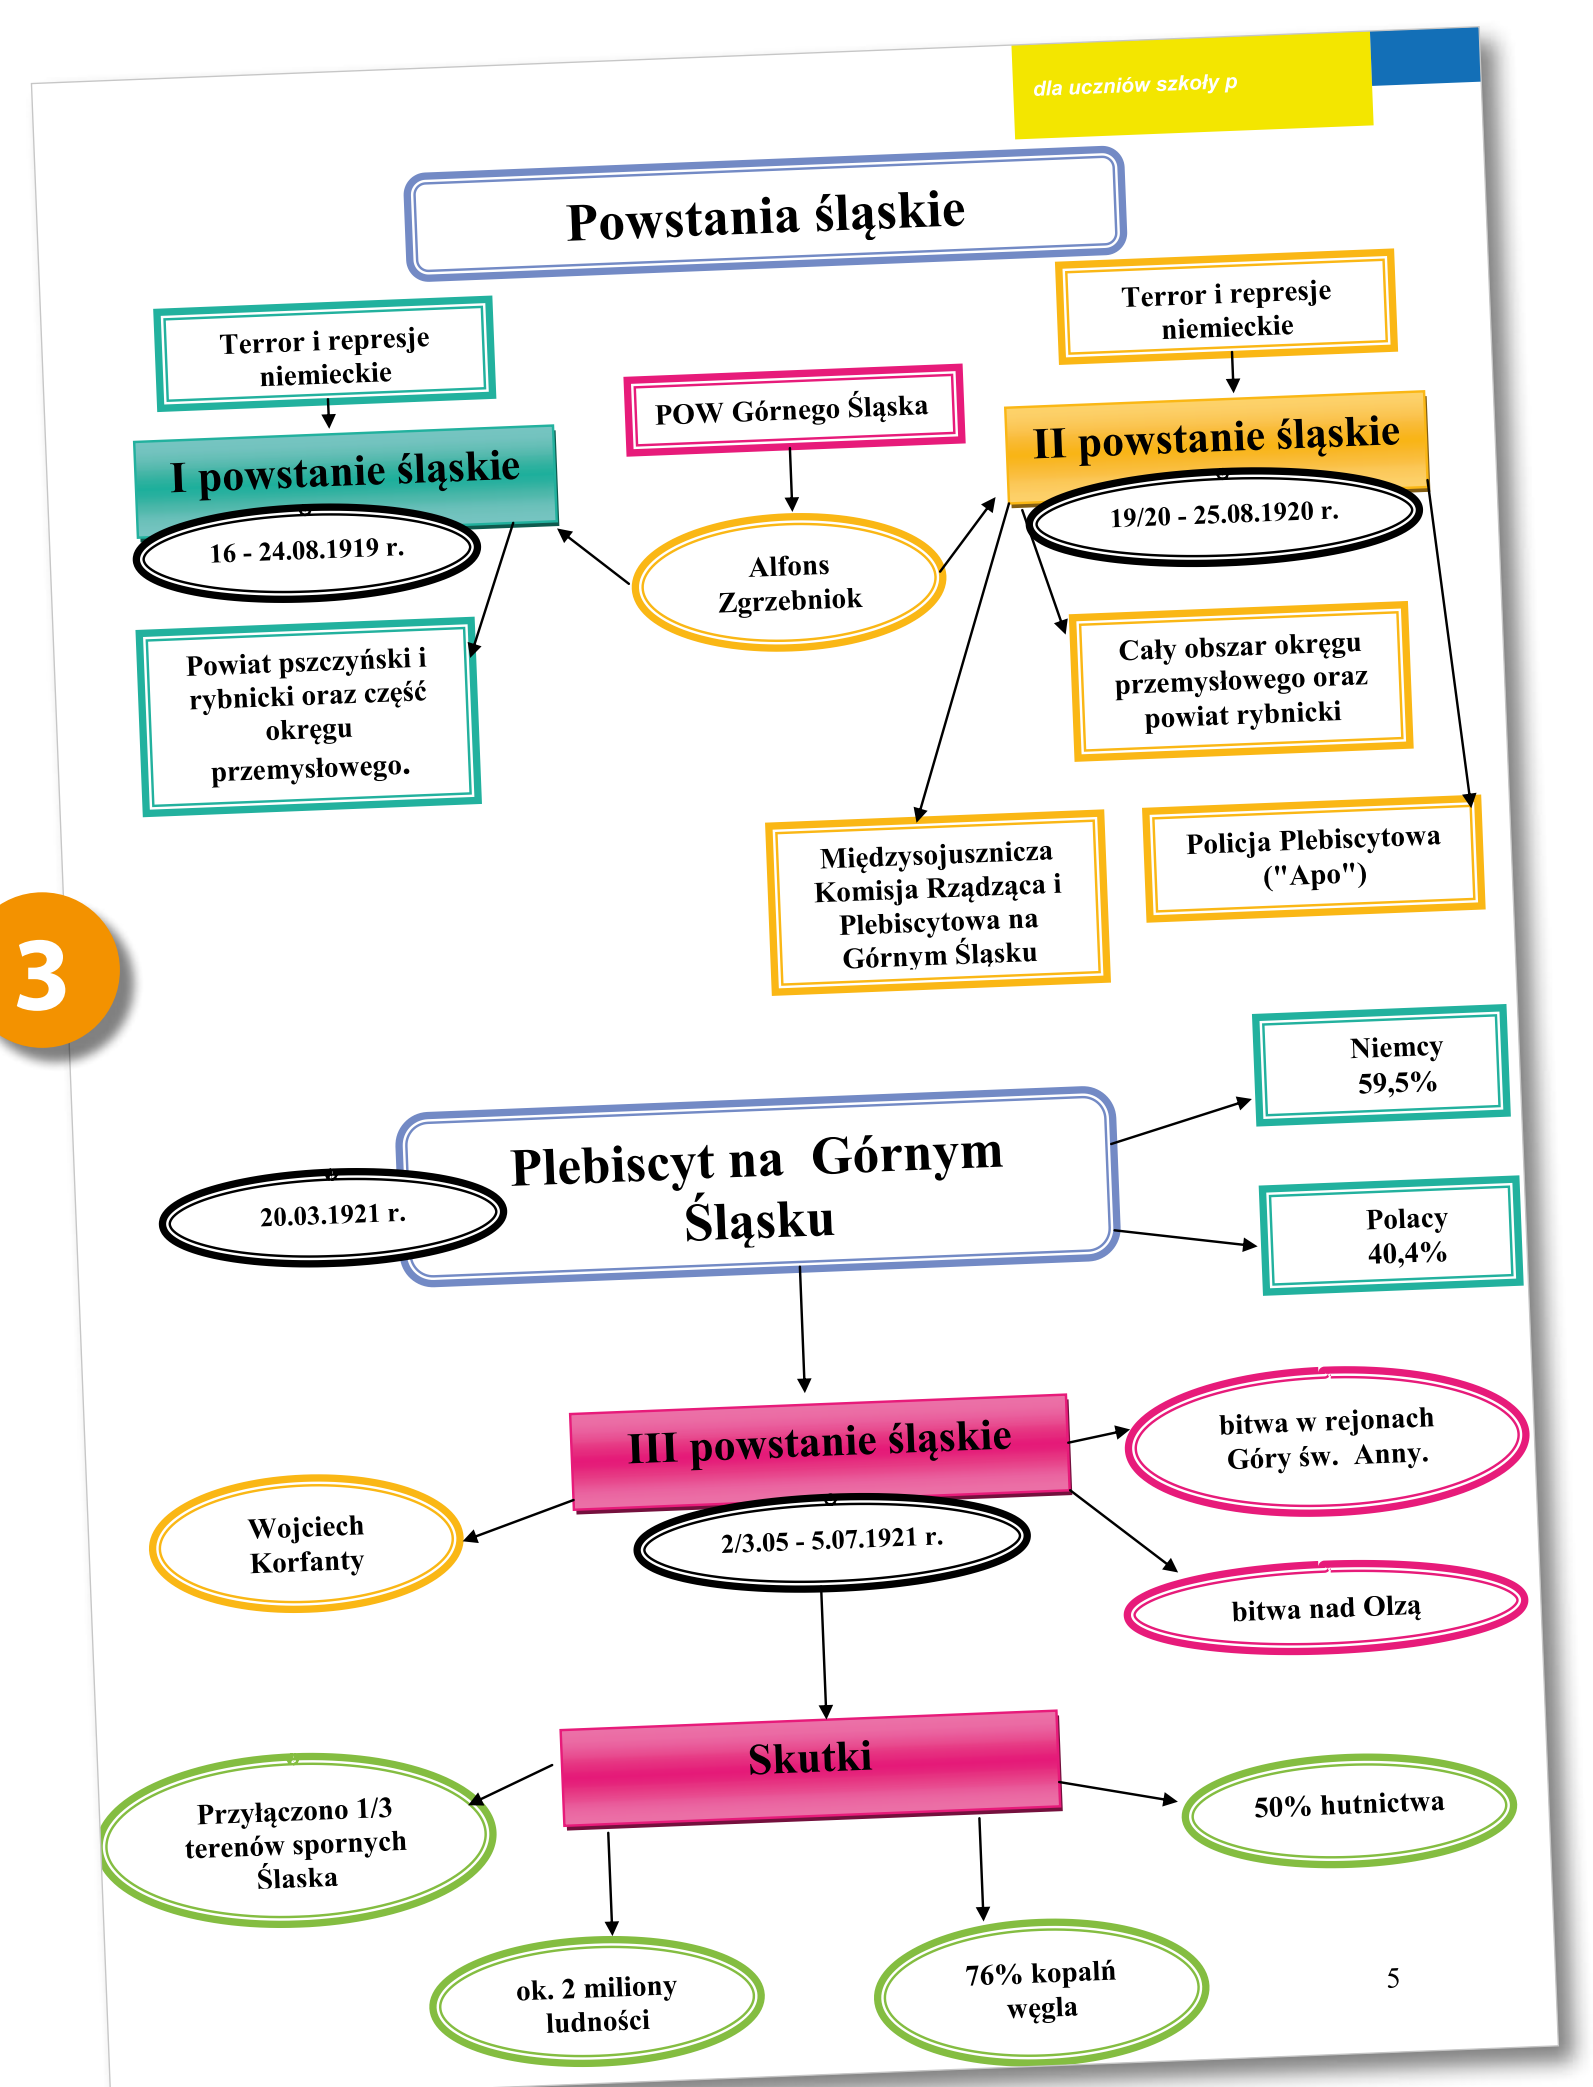 dla uczniów szkoły p
Powstania śląskie
Terror i represje
niemieckie
Terror i represje
niemieckie
POW Górnego Śląska
I powstanie śląskie
II powstanie śląskie
16 - 24.08.1919 r.
19/20 - 25.08.1920 r.
Alfons
Zgrzebniok
Powiat pszczyński i
rybnicki oraz część
okręgu
przemysłowego.
Cały obszar okręgu
przemysłowego oraz
powiat rybnicki
Międzysojusznicza
Komisja Rządząca i
Plebiscytowa na
Górnym Śląsku
Policja Plebiscytowa
("Apo")
3
Niemcy
59,5%
Plebiscyt na  Górnym
Śląsku
20.03.1921 r.
Polacy
40,4%
III powstanie śląskie
2/3.05 - 5.07.1921 r.
bitwa w rejonach
Góry św.  Anny.
Wojciech
Korfanty
bitwa nad Olzą
Skutki
Przyłączono 1/3
terenów spornych
Ślaska
50% hutnictwa
ok. 2 miliony
ludności
76% kopalń
węgla
5